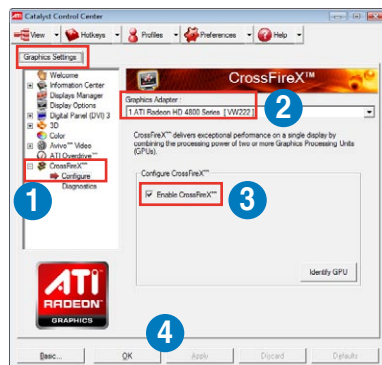 Catalyst Control Center
View Hotkeys Profiles Preferences Help
Graphics Settings
Welcome
Information Center
Displays Manager
Display Options
Digital Panel (DVI) 3
3D
Color
Avivo™ Video
ATI Overdrive™
CrossFireX™
Configure
Diagnostics
1
ATI
RADEON
GRAPHICS
CrossFireX™
Graphics Adapter:
1.ATI Radeon HD 4800 Series [ VW222 ]
2
CrossFireX™ delivers exceptional performance on a single display by
combining the processing power of two or more Graphics Processing Units
(GPUs).
Configure CrossFireX™
Enable CrossFireX™
3
Identify GPU
4
Basic... OK Apply Discard Defaults